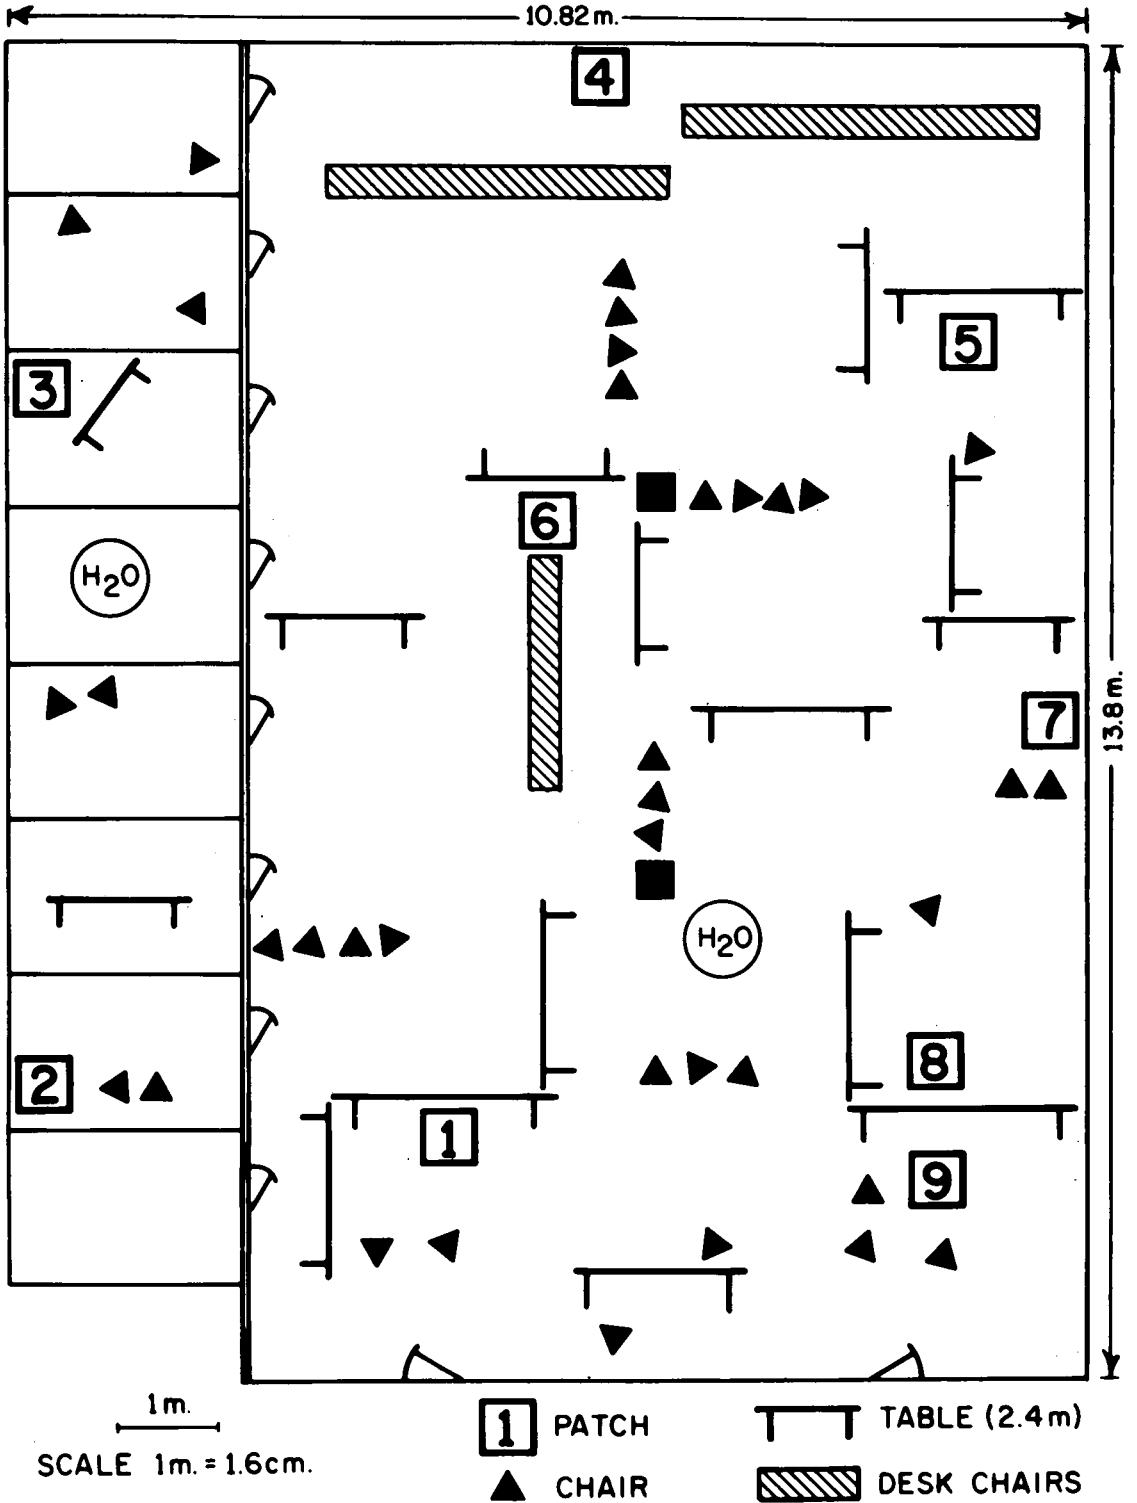 10.82 m.
4
5
3
6
H₂O
7
13.8 m.
H₂O
8
2
1
9
1m.
SCALE 1m. = 1.6cm.
1 PATCH
CHAIR
TABLE (2.4m)
DESK CHAIRS